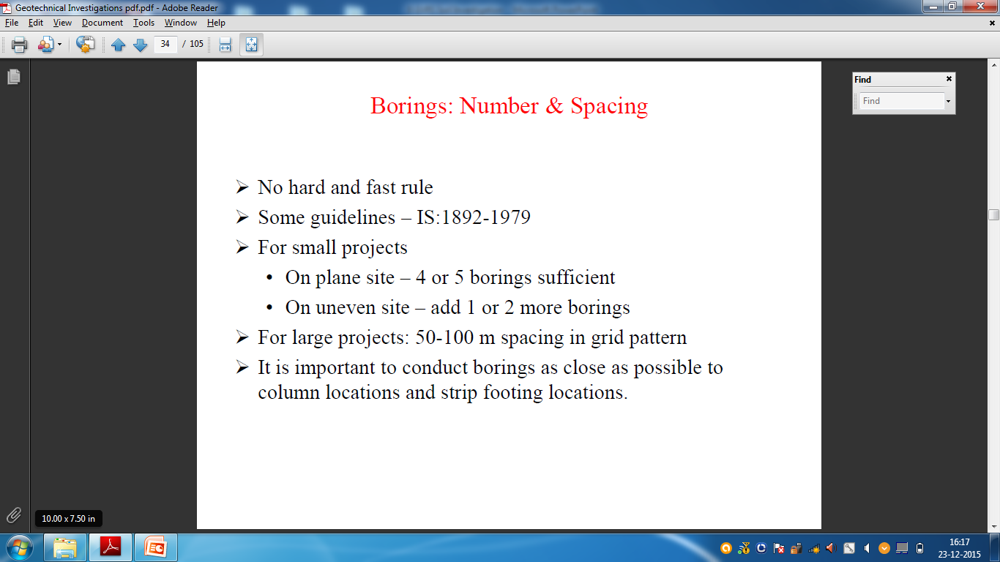 Geotechnical Investigations pdf.pdf - Adobe Reader
File Edit View Document Tools Window Help
34 / 105
Find
Find
Borings: Number & Spacing
➢ No hard and fast rule
➢ Some guidelines – IS:1892-1979
➢ For small projects
• On plane site – 4 or 5 borings sufficient
• On uneven site – add 1 or 2 more borings
➢ For large projects: 50-100 m spacing in grid pattern
➢ It is important to conduct borings as close as possible to
column locations and strip footing locations.
10.00 x 7.50 in
16:17
23-12-2015